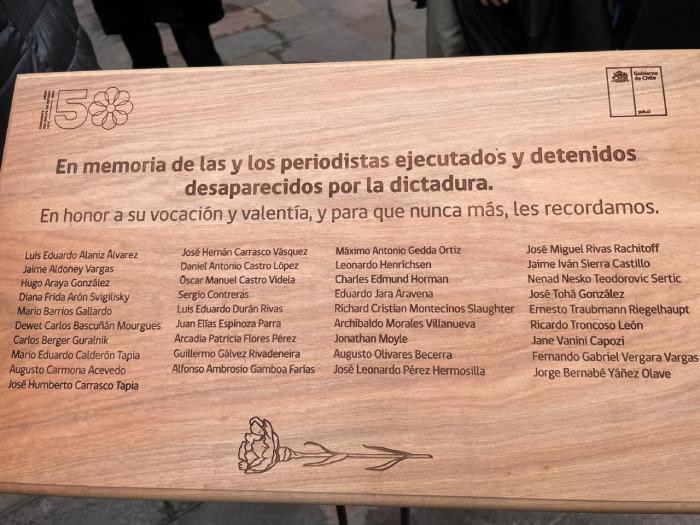 50
Gobierno
de Chile
gob.cl
En memoria de las y los periodistas ejecutados y detenidos
desaparecidos por la dictadura.
En honor a su vocación y valentía, y para que nunca más, les recordamos.
Luis Eduardo Alaniz Álvarez
Jaime Aldoney Vargas
Hugo Araya González
Diana Frida Arón Svigilisky
Mario Barrios Gallardo
Dewet Carlos Bascuñán Mourgues
Carlos Berger Guralnik
Mario Eduardo Calderón Tapia
Augusto Carmona Acevedo
José Humberto Carrasco Tapia
José Hernán Carrasco Vásquez
Daniel Antonio Castro López
Óscar Manuel Castro Videla
Sergio Contreras
Luis Eduardo Durán Rivas
Juan Elías Espinoza Parra
Arcadia Patricia Flores Pérez
Guillermo Gálvez Rivadeneira
Alfonso Ambrosio Gamboa Farías
Máximo Antonio Gedda Ortiz
Leonardo Henrichsen
Charles Edmund Horman
Eduardo Jara Aravena
Richard Cristian Montecinos Slaughter
Archibaldo Morales Villanueva
Jonathan Moyle
Augusto Olivares Becerra
José Leonardo Pérez Hermosilla
José Miguel Rivas Rachitoff
Jaime Iván Sierra Castillo
Nenad Nesko Teodorovic Sertic
José Tohá González
Ernesto Traubmann Riegelhaupt
Ricardo Troncoso León
Jane Vanini Capozi
Fernando Gabriel Vergara Vargas
Jorge Bernabé Yáñez Olave